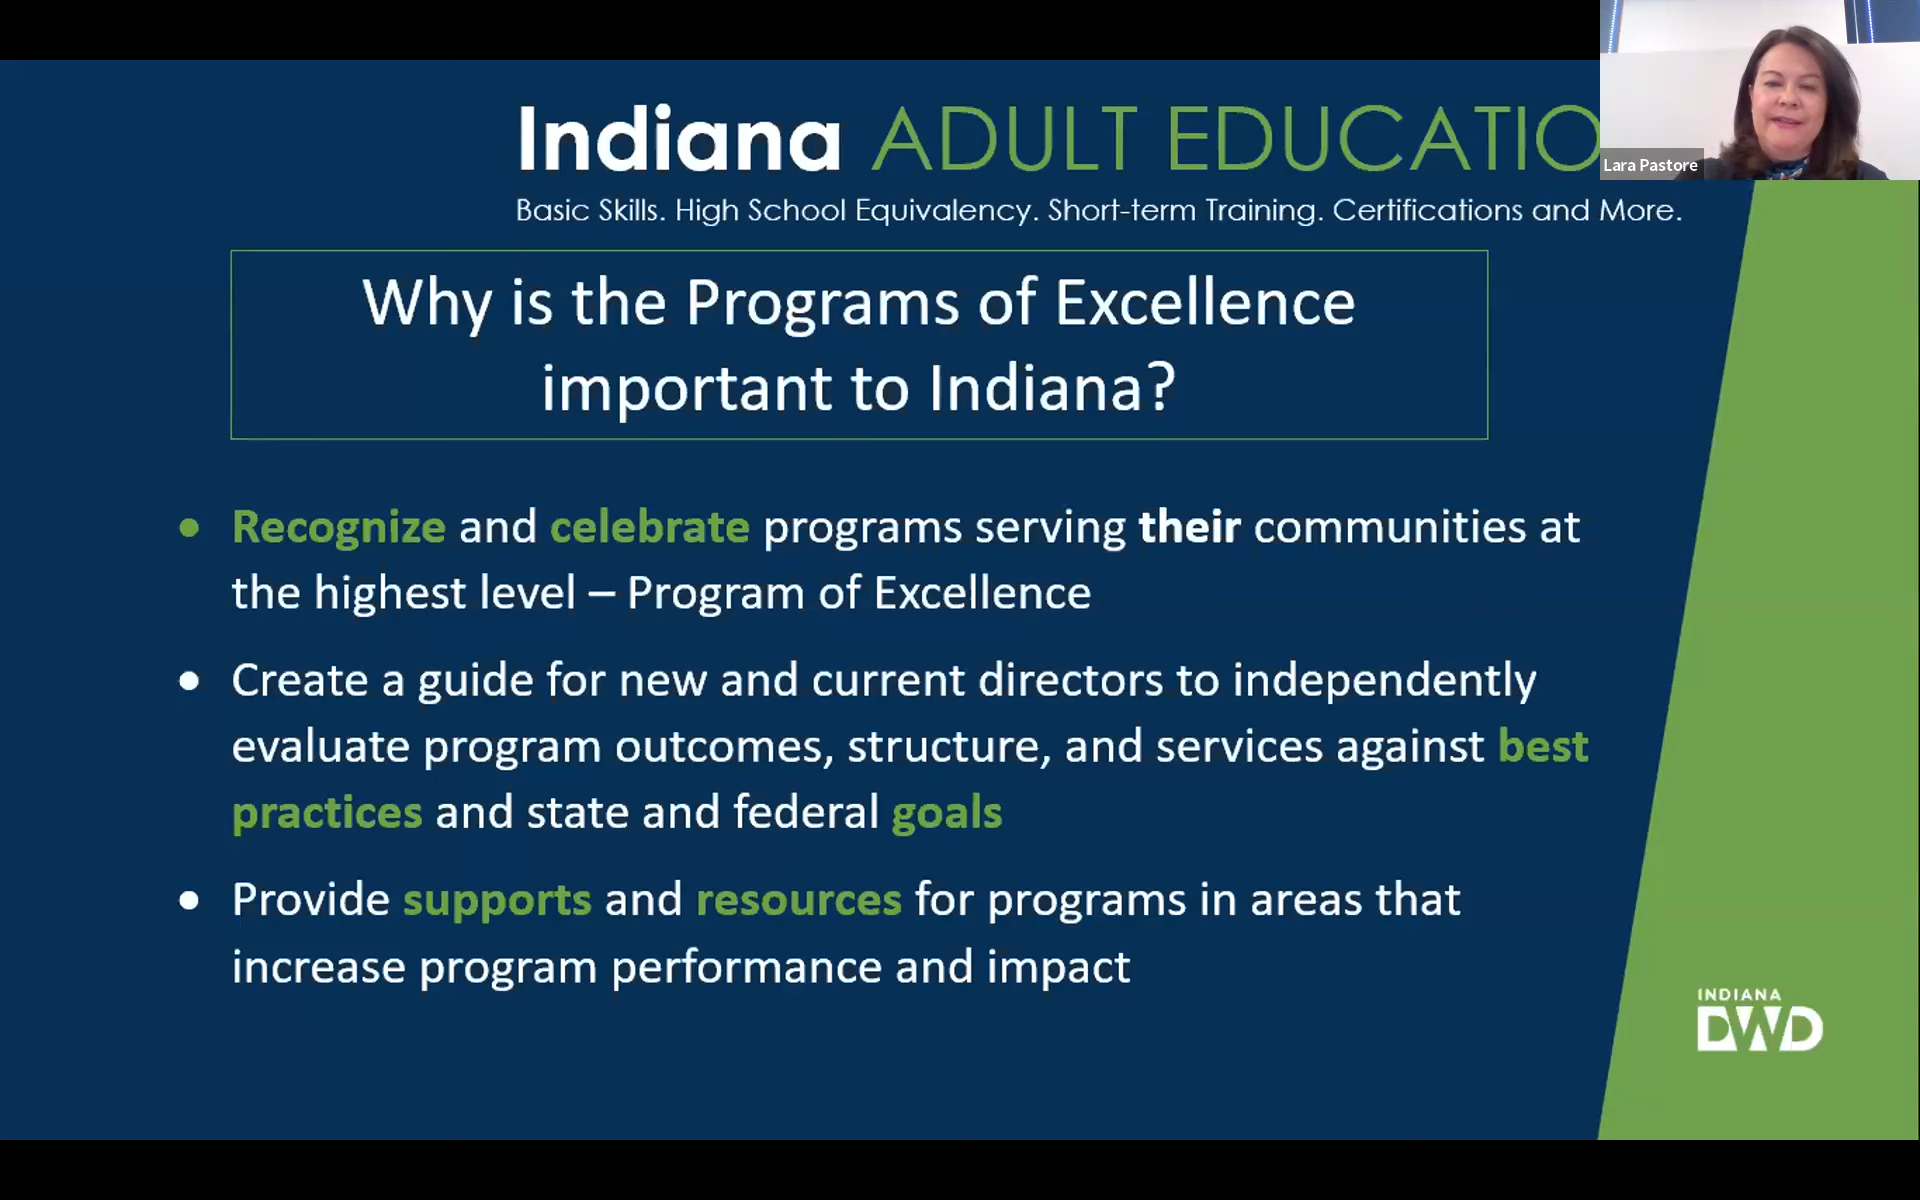 Indiana ADULT EDUCATIO
Lara Pastore
Basic Skills. High School Equivalency. Short-term Training. Certifications and More.
Why is the Programs of Excellence
important to Indiana?
• Recognize and celebrate programs serving their communities at
the highest level – Program of Excellence
• Create a guide for new and current directors to independently
evaluate program outcomes, structure, and services against best
practices and state and federal goals
• Provide supports and resources for programs in areas that
increase program performance and impact
INDIANA
DWD